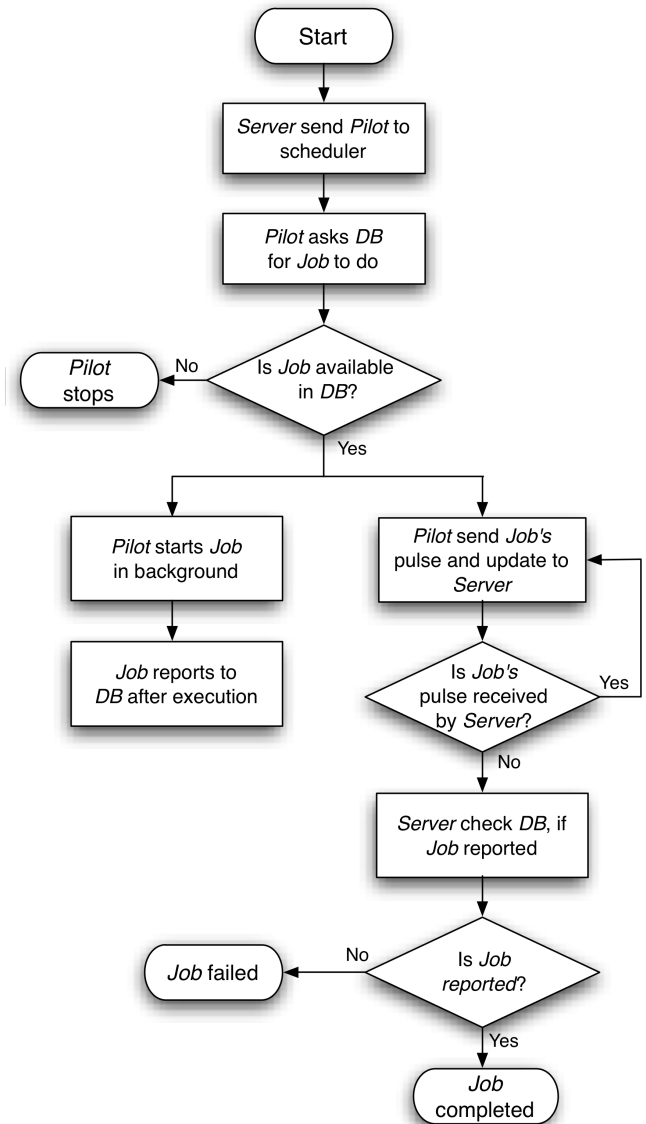 Start
Server send Pilot to
scheduler
Pilot asks DB
for Job to do
Is Job available
in DB?
No
Pilot
stops
Yes
Pilot starts Job
in background
Job reports to
DB after execution
Pilot send Job's
pulse and update to
Server
Is Job's
pulse received
by Server?
Yes
No
Server check DB, if
Job reported
Is Job
reported?
No
Job failed
Yes
Job
completed